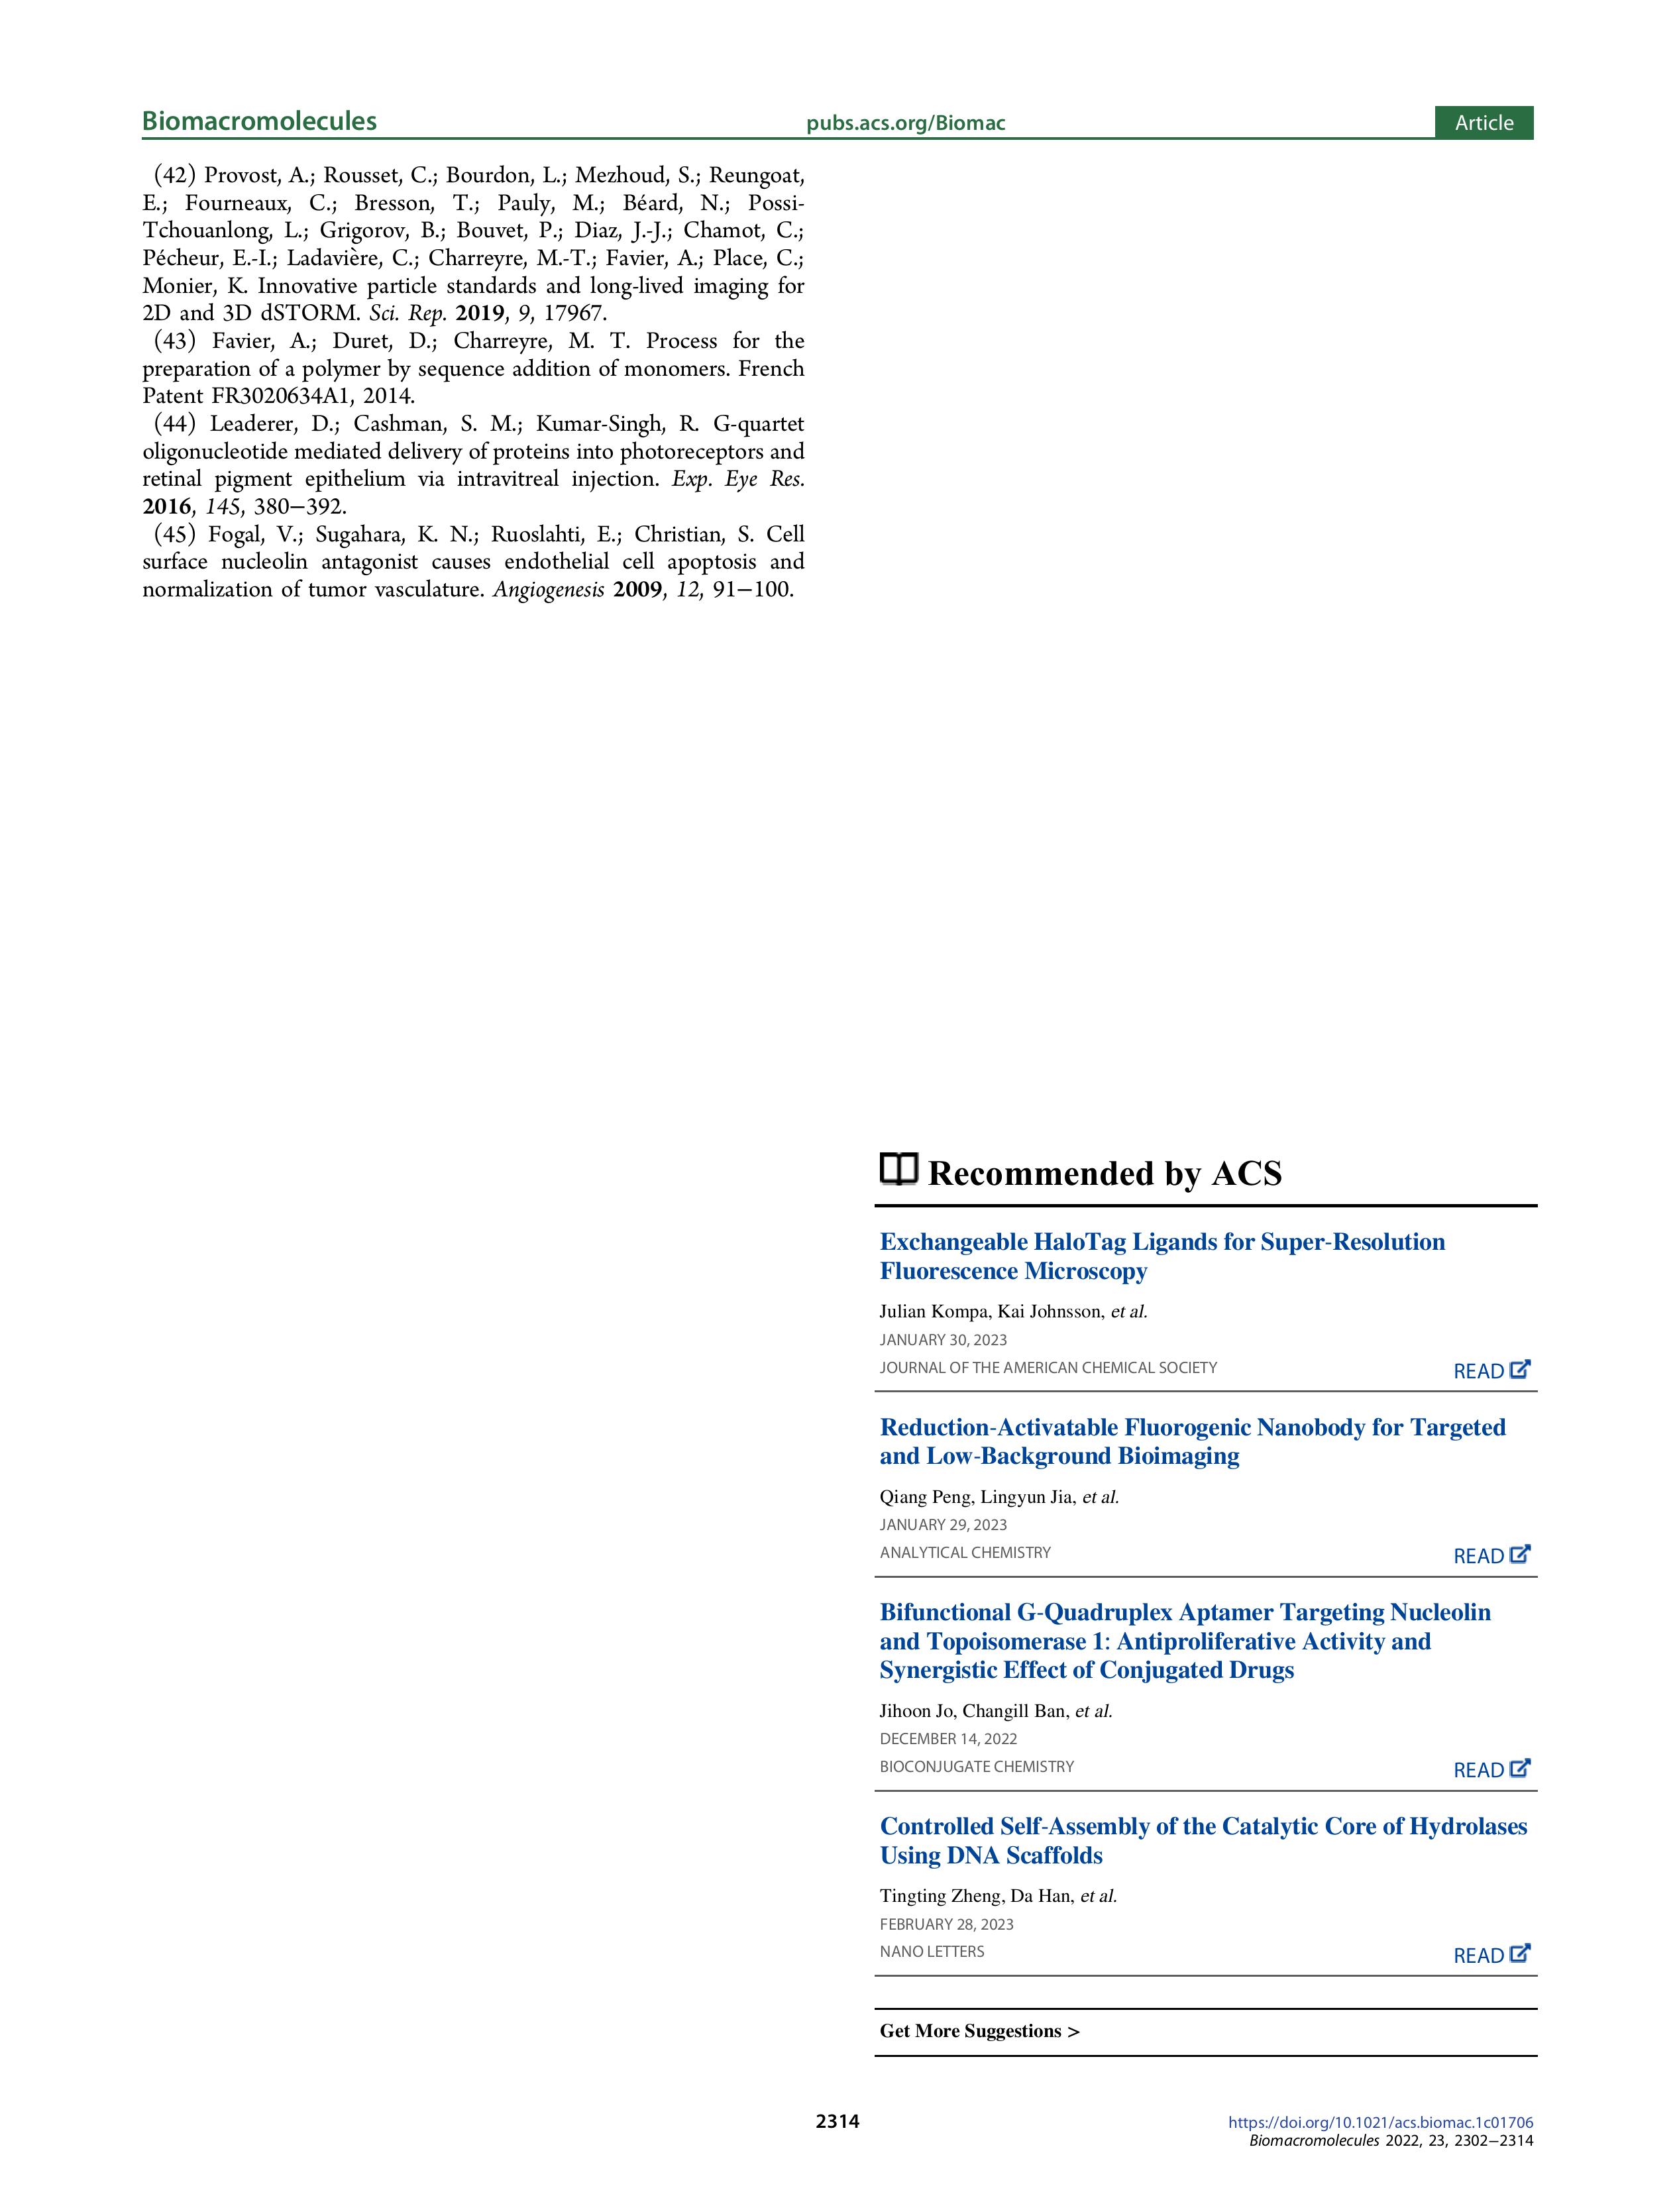 Biomacromolecules
pubs.acs.org/Biomac
Article
(42) Provost, A.; Rousset, C.; Bourdon, L.; Mezhoud, S.; Reungoat,
E.; Fourneaux, C.; Bresson, T.; Pauly, M.; Béard, N.; Possi-
Tchouanlong, L.; Grigorov, B.; Bouvet, P.; Diaz, J.-J.; Chamot, C.;
Pécheur, E.-I.; Ladavière, C.; Charreyre, M.-T.; Favier, A.; Place, C.;
Monier, K. Innovative particle standards and long-lived imaging for
2D and 3D dSTORM. Sci. Rep. 2019, 9, 17967.
(43) Favier, A.; Duret, D.; Charreyre, M. T. Process for the
preparation of a polymer by sequence addition of monomers. French
Patent FR3020634A1, 2014.
(44) Leaderer, D.; Cashman, S. M.; Kumar-Singh, R. G-quartet
oligonucleotide mediated delivery of proteins into photoreceptors and
retinal pigment epithelium via intravitreal injection. Exp. Eye Res.
2016, 145, 380−392.
(45) Fogal, V.; Sugahara, K. N.; Ruoslahti, E.; Christian, S. Cell
surface nucleolin antagonist causes endothelial cell apoptosis and
normalization of tumor vasculature. Angiogenesis 2009, 12, 91−100.
Recommended by ACS
Exchangeable HaloTag Ligands for Super-Resolution
Fluorescence Microscopy
Julian Kompa, Kai Johnsson, et al.
JANUARY 30, 2023
JOURNAL OF THE AMERICAN CHEMICAL SOCIETY
READ
Reduction-Activatable Fluorogenic Nanobody for Targeted
and Low-Background Bioimaging
Qiang Peng, Lingyun Jia, et al.
JANUARY 29, 2023
ANALYTICAL CHEMISTRY
READ
Bifunctional G-Quadruplex Aptamer Targeting Nucleolin
and Topoisomerase 1: Antiproliferative Activity and
Synergistic Effect of Conjugated Drugs
Jihoon Jo, Changill Ban, et al.
DECEMBER 14, 2022
BIOCONJUGATE CHEMISTRY
READ
Controlled Self-Assembly of the Catalytic Core of Hydrolases
Using DNA Scaffolds
Tingting Zheng, Da Han, et al.
FEBRUARY 28, 2023
NANO LETTERS
READ
Get More Suggestions >
2314
https://doi.org/10.1021/acs.biomac.1c01706
Biomacromolecules 2022, 23, 2302−2314